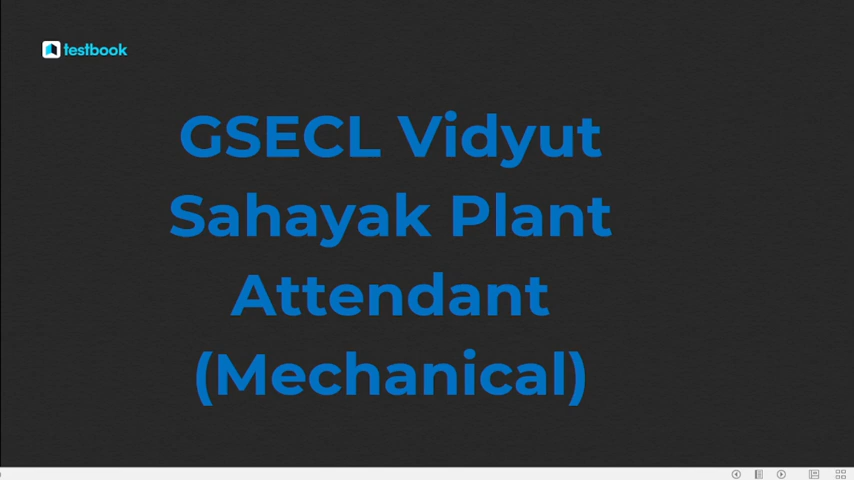 testbook
GSECL Vidyut
Sahayak Plant
Attendant
(Mechanical)